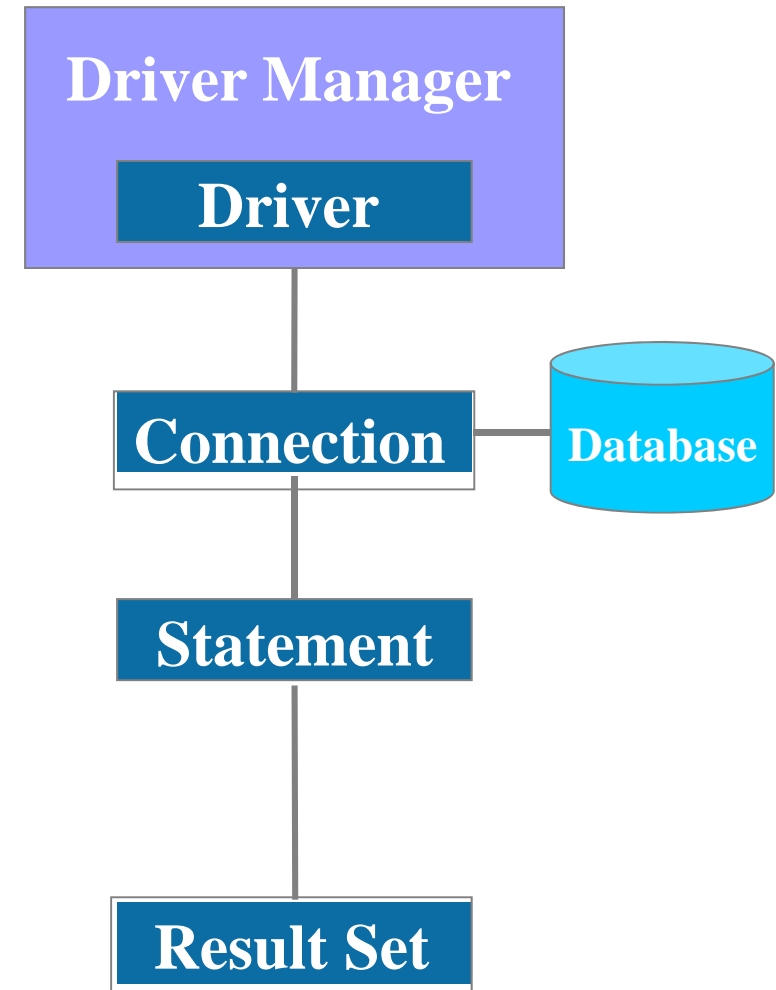 Driver Manager
Driver
Connection
Database
Statement
Result Set